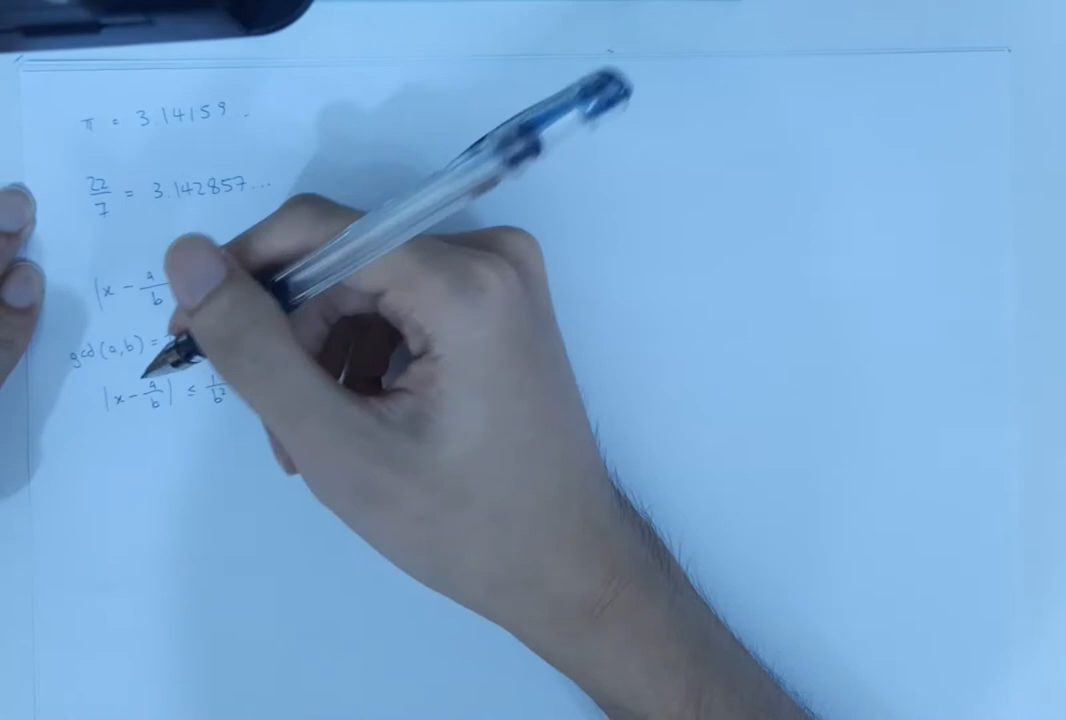 π = 3.14159.
22/7 = 3.142857...
|x - a/b
gcd(a,b) =
|x - a/b| ≤ 1/b²